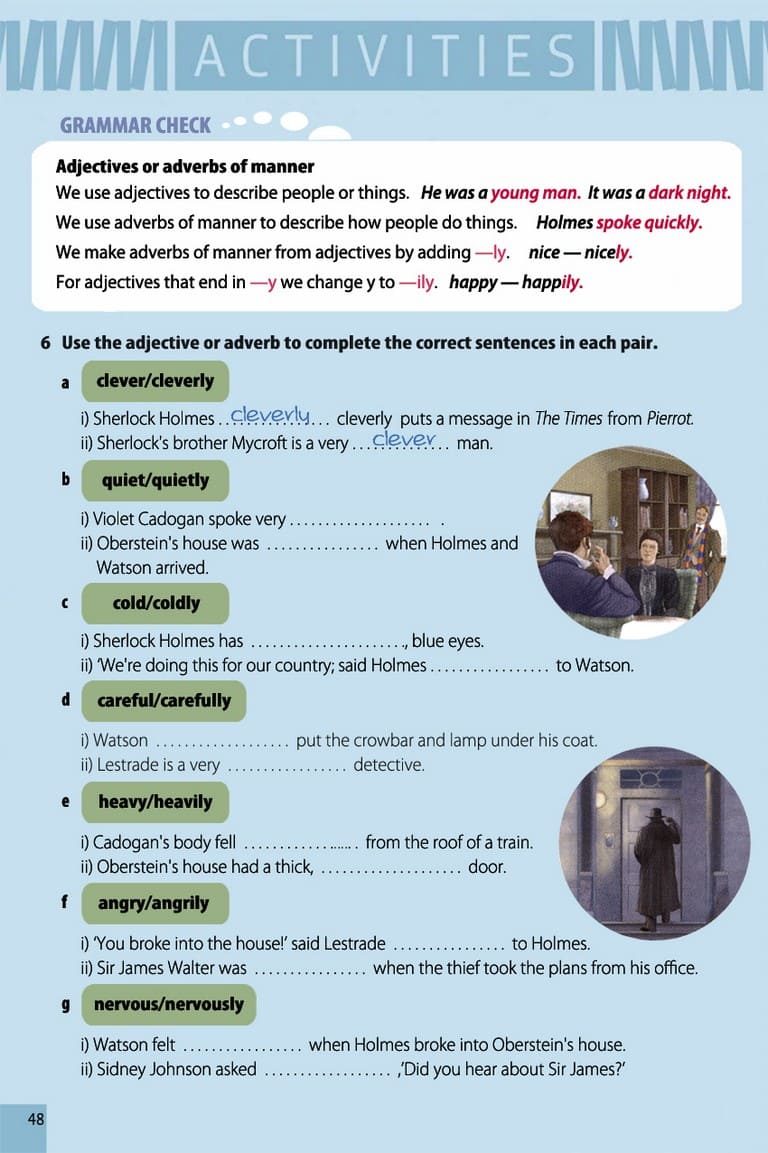 ACTIVITIES
GRAMMAR CHECK
Adjectives or adverbs of manner
We use adjectives to describe people or things. He was a young man. It was a dark night.
We use adverbs of manner to describe how people do things. Holmes spoke quickly.
We make adverbs of manner from adjectives by adding —ly. nice — nicely.
For adjectives that end in —y we change y to —ily. happy — happily.
6 Use the adjective or adverb to complete the correct sentences in each pair.
a clever/cleverly
i) Sherlock Holmes ...cleverly... cleverly puts a message in The Times from Pierrot.
ii) Sherlock's brother Mycroft is a very ...clever... man.
b quiet/quietly
i) Violet Cadogan spoke very .................... .
ii) Oberstein's house was ................ when Holmes and
Watson arrived.
c cold/coldly
i) Sherlock Holmes has ......................, blue eyes.
ii) 'We're doing this for our country; said Holmes ................. to Watson.
d careful/carefully
i) Watson ................... put the crowbar and lamp under his coat.
ii) Lestrade is a very ................. detective.
e heavy/heavily
i) Cadogan's body fell .................. from the roof of a train.
ii) Oberstein's house had a thick, .................... door.
f angry/angrily
i) 'You broke into the house!' said Lestrade ................ to Holmes.
ii) Sir James Walter was ................ when the thief took the plans from his office.
g nervous/nervously
i) Watson felt ................. when Holmes broke into Oberstein's house.
ii) Sidney Johnson asked .................. ,'Did you hear about Sir James?'
48